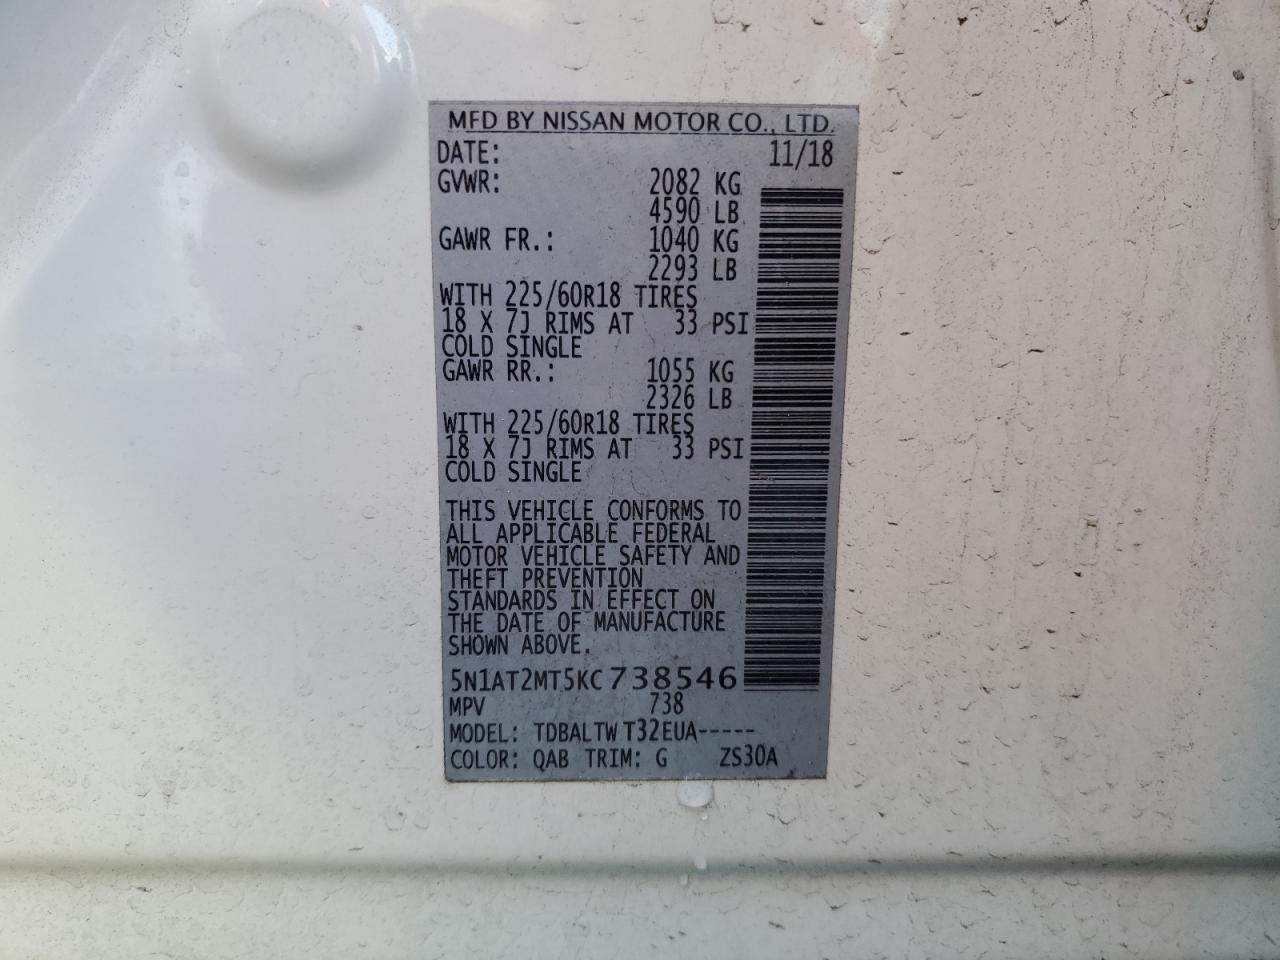 MFD BY NISSAN MOTOR CO., LTD.
DATE: 11/18
GVWR: 2082 KG
4590 LB
GAWR FR.: 1040 KG
2293 LB
WITH 225/60R18 TIRES
18 X 7J RIMS AT 33 PSI
COLD SINGLE
GAWR RR.: 1055 KG
2326 LB
WITH 225/60R18 TIRES
18 X 7J RIMS AT 33 PSI
COLD SINGLE
THIS VEHICLE CONFORMS TO
ALL APPLICABLE FEDERAL
MOTOR VEHICLE SAFETY AND
THEFT PREVENTION
STANDARDS IN EFFECT ON
THE DATE OF MANUFACTURE
SHOWN ABOVE.
5N1AT2MT5KC738546
MPV 738
MODEL: TDBALTW T32EUA-----
COLOR: QAB TRIM: G ZS30A